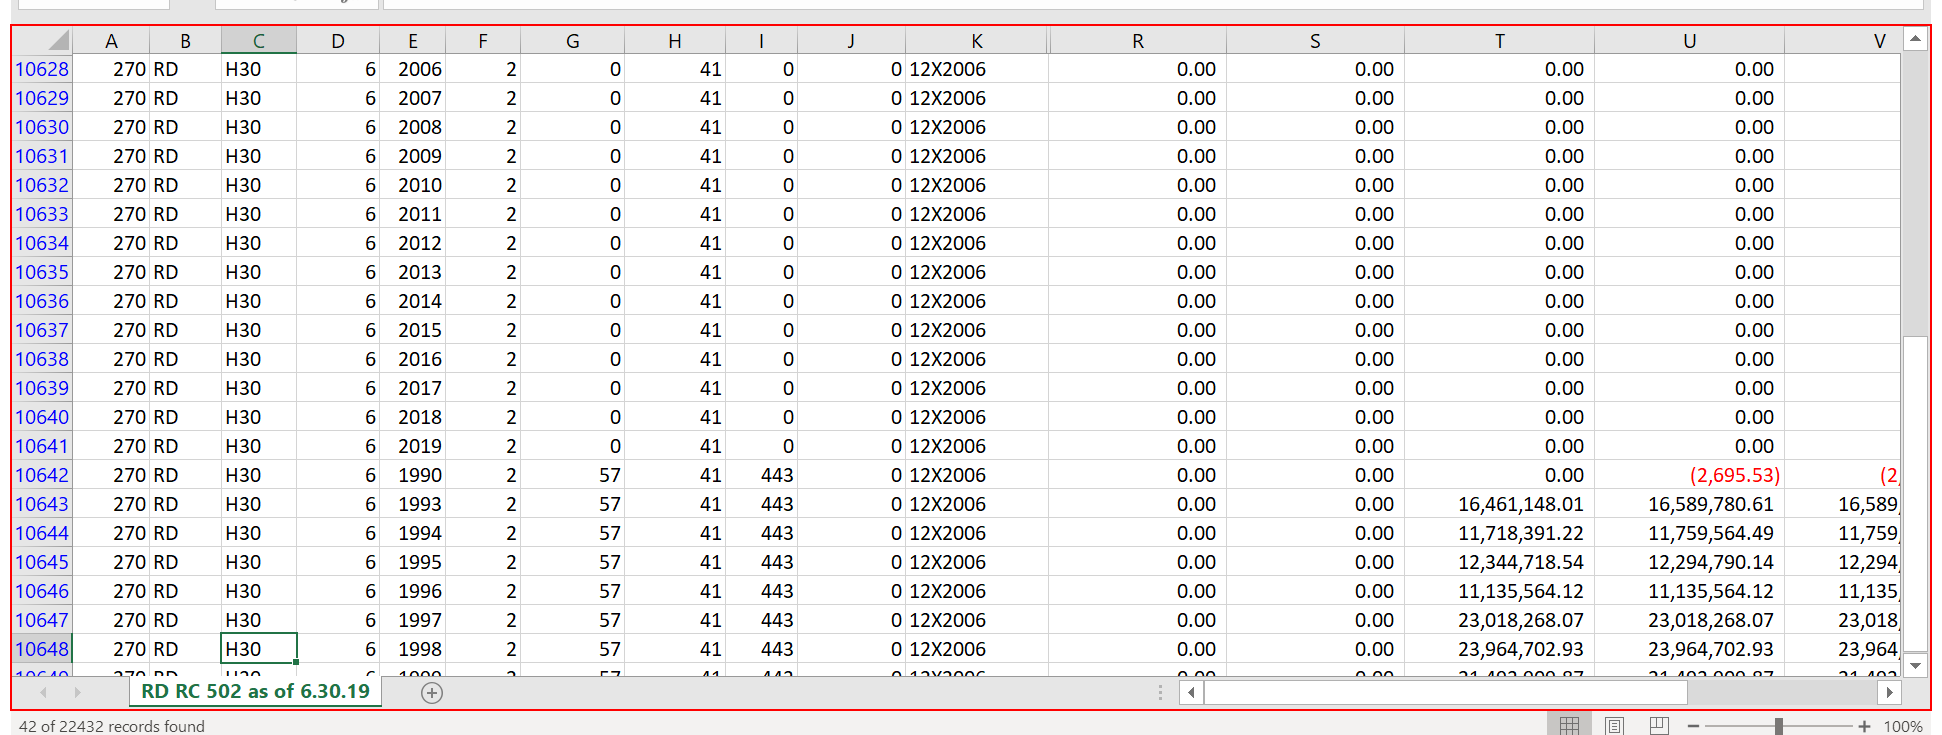 A B C D E F G H I J K R S T U V
10628 270 RD H30 6 2006 2 0 41 0 0 12X2006 0.00 0.00 0.00 0.00
10629 270 RD H30 6 2007 2 0 41 0 0 12X2006 0.00 0.00 0.00 0.00
10630 270 RD H30 6 2008 2 0 41 0 0 12X2006 0.00 0.00 0.00 0.00
10631 270 RD H30 6 2009 2 0 41 0 0 12X2006 0.00 0.00 0.00 0.00
10632 270 RD H30 6 2010 2 0 41 0 0 12X2006 0.00 0.00 0.00 0.00
10633 270 RD H30 6 2011 2 0 41 0 0 12X2006 0.00 0.00 0.00 0.00
10634 270 RD H30 6 2012 2 0 41 0 0 12X2006 0.00 0.00 0.00 0.00
10635 270 RD H30 6 2013 2 0 41 0 0 12X2006 0.00 0.00 0.00 0.00
10636 270 RD H30 6 2014 2 0 41 0 0 12X2006 0.00 0.00 0.00 0.00
10637 270 RD H30 6 2015 2 0 41 0 0 12X2006 0.00 0.00 0.00 0.00
10638 270 RD H30 6 2016 2 0 41 0 0 12X2006 0.00 0.00 0.00 0.00
10639 270 RD H30 6 2017 2 0 41 0 0 12X2006 0.00 0.00 0.00 0.00
10640 270 RD H30 6 2018 2 0 41 0 0 12X2006 0.00 0.00 0.00 0.00
10641 270 RD H30 6 2019 2 0 41 0 0 12X2006 0.00 0.00 0.00 0.00
10642 270 RD H30 6 1990 2 57 41 443 0 12X2006 0.00 0.00 0.00 (2,695.53) (2,
10643 270 RD H30 6 1993 2 57 41 443 0 12X2006 0.00 0.00 16,461,148.01 16,589,780.61 16,589,
10644 270 RD H30 6 1994 2 57 41 443 0 12X2006 0.00 0.00 11,718,391.22 11,759,564.49 11,759,
10645 270 RD H30 6 1995 2 57 41 443 0 12X2006 0.00 0.00 12,344,718.54 12,294,790.14 12,294,
10646 270 RD H30 6 1996 2 57 41 443 0 12X2006 0.00 0.00 11,135,564.12 11,135,564.12 11,135,
10647 270 RD H30 6 1997 2 57 41 443 0 12X2006 0.00 0.00 23,018,268.07 23,018,268.07 23,018,
10648 270 RD H30 6 1998 2 57 41 443 0 12X2006 0.00 0.00 23,964,702.93 23,964,702.93 23,964,
RD RC 502 as of 6.30.19
42 of 22432 records found
100%